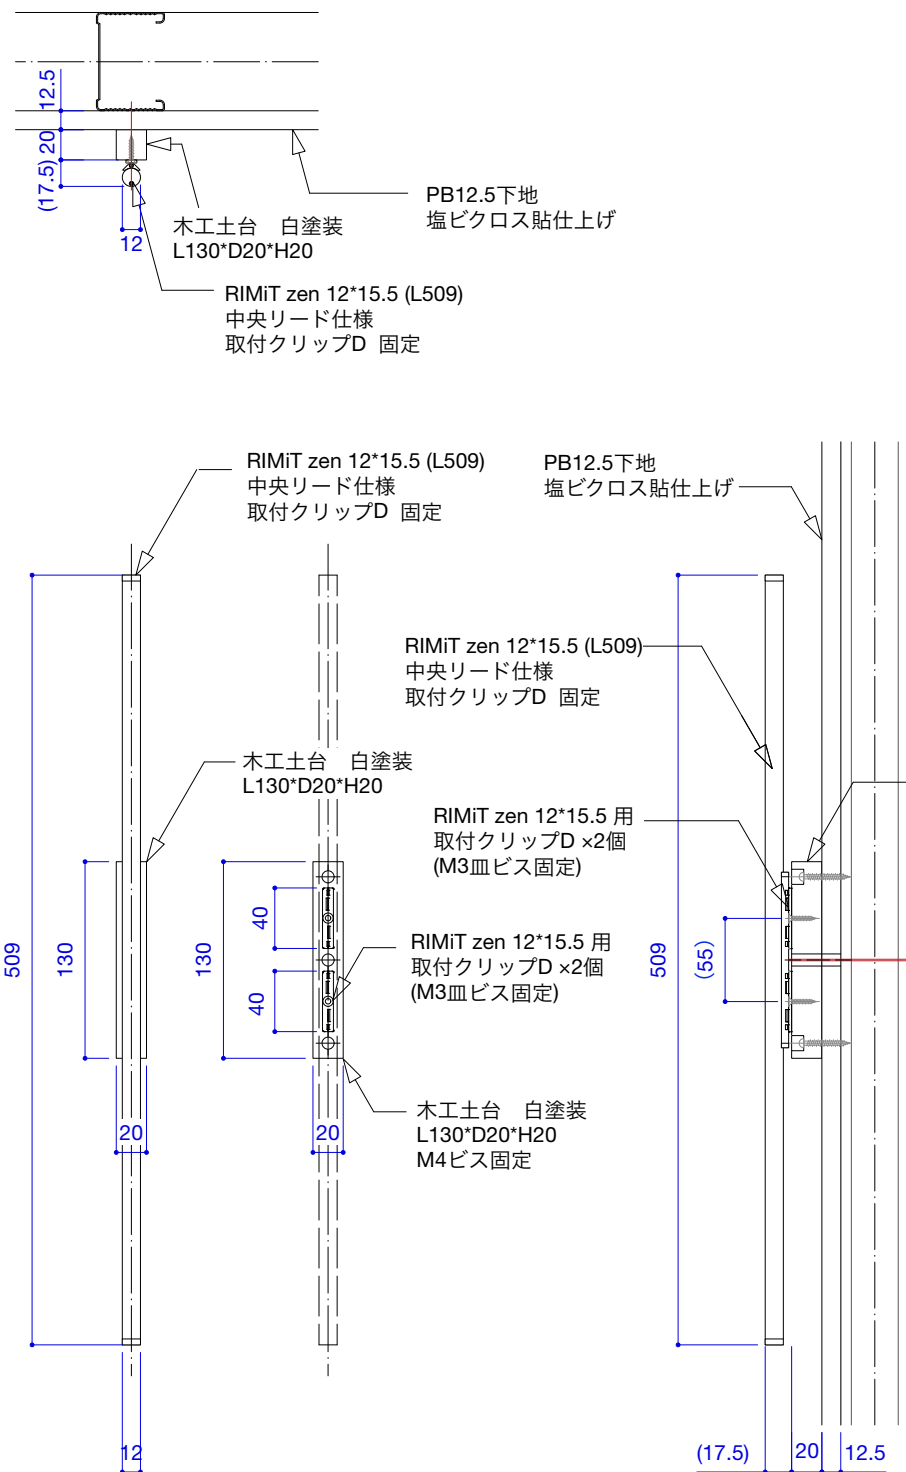 12.5
20
(17.5)
12
PB12.5下地
塩ビクロス貼仕上げ
木工土台　白塗装
L130*D20*H20
RIMiT zen 12*15.5 (L509)
中央リード仕様
取付クリップD 固定
RIMiT zen 12*15.5 (L509)
中央リード仕様
取付クリップD 固定
PB12.5下地
塩ビクロス貼仕上げ
RIMiT zen 12*15.5 (L509)
中央リード仕様
取付クリップD 固定
木工土台　白塗装
L130*D20*H20
RIMiT zen 12*15.5 用
取付クリップD ×2個
(M3皿ビス固定)
509
130
130
40
40
RIMiT zen 12*15.5 用
取付クリップD ×2個
(M3皿ビス固定)
509
(55)
木工土台　白塗装
L130*D20*H20
M4ビス固定
20
20
12
(17.5)
20
12.5